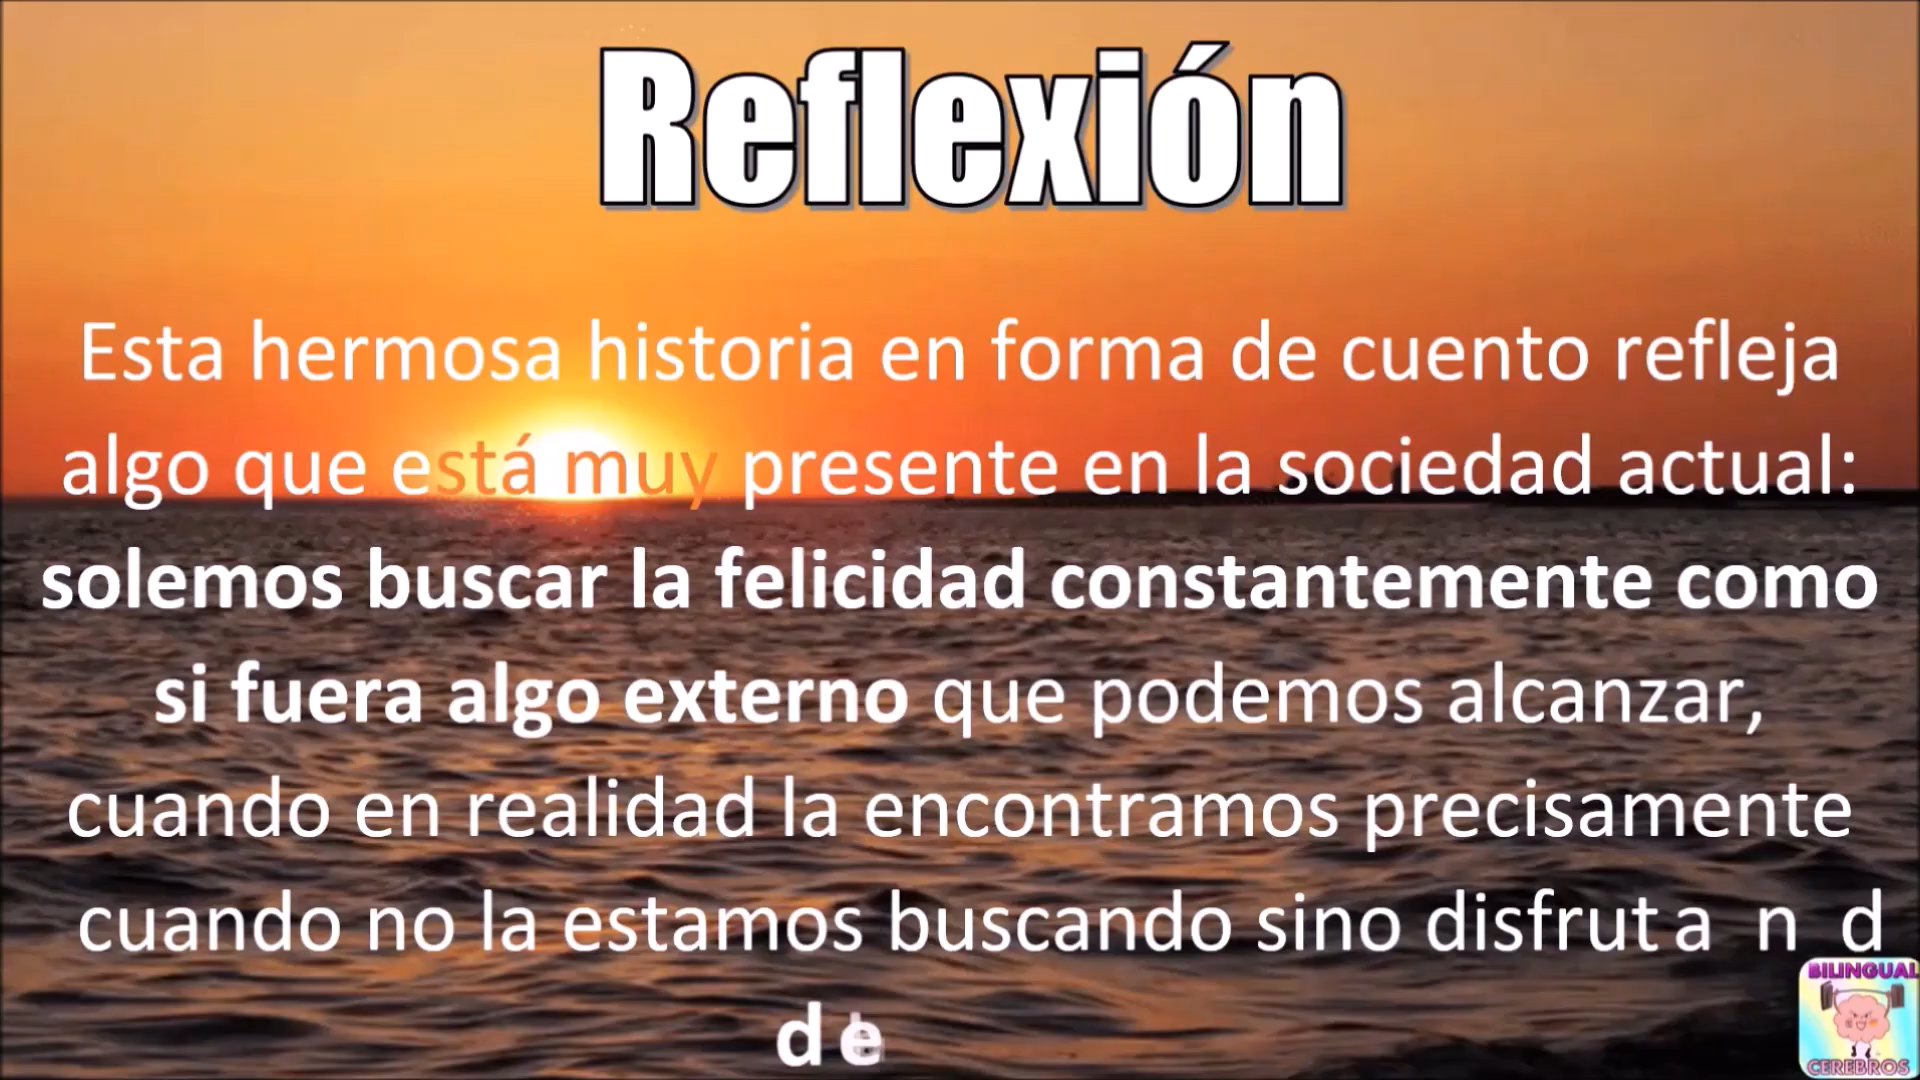 Reflexión
Esta hermosa historia en forma de cuento refleja
algo que está muy presente en la sociedad actual:
solemos buscar la felicidad constantemente como
si fuera algo externo que podemos alcanzar,
cuando en realidad la encontramos precisamente
cuando no la estamos buscando sino disfrutand
BILINGUAL
CEREBROS